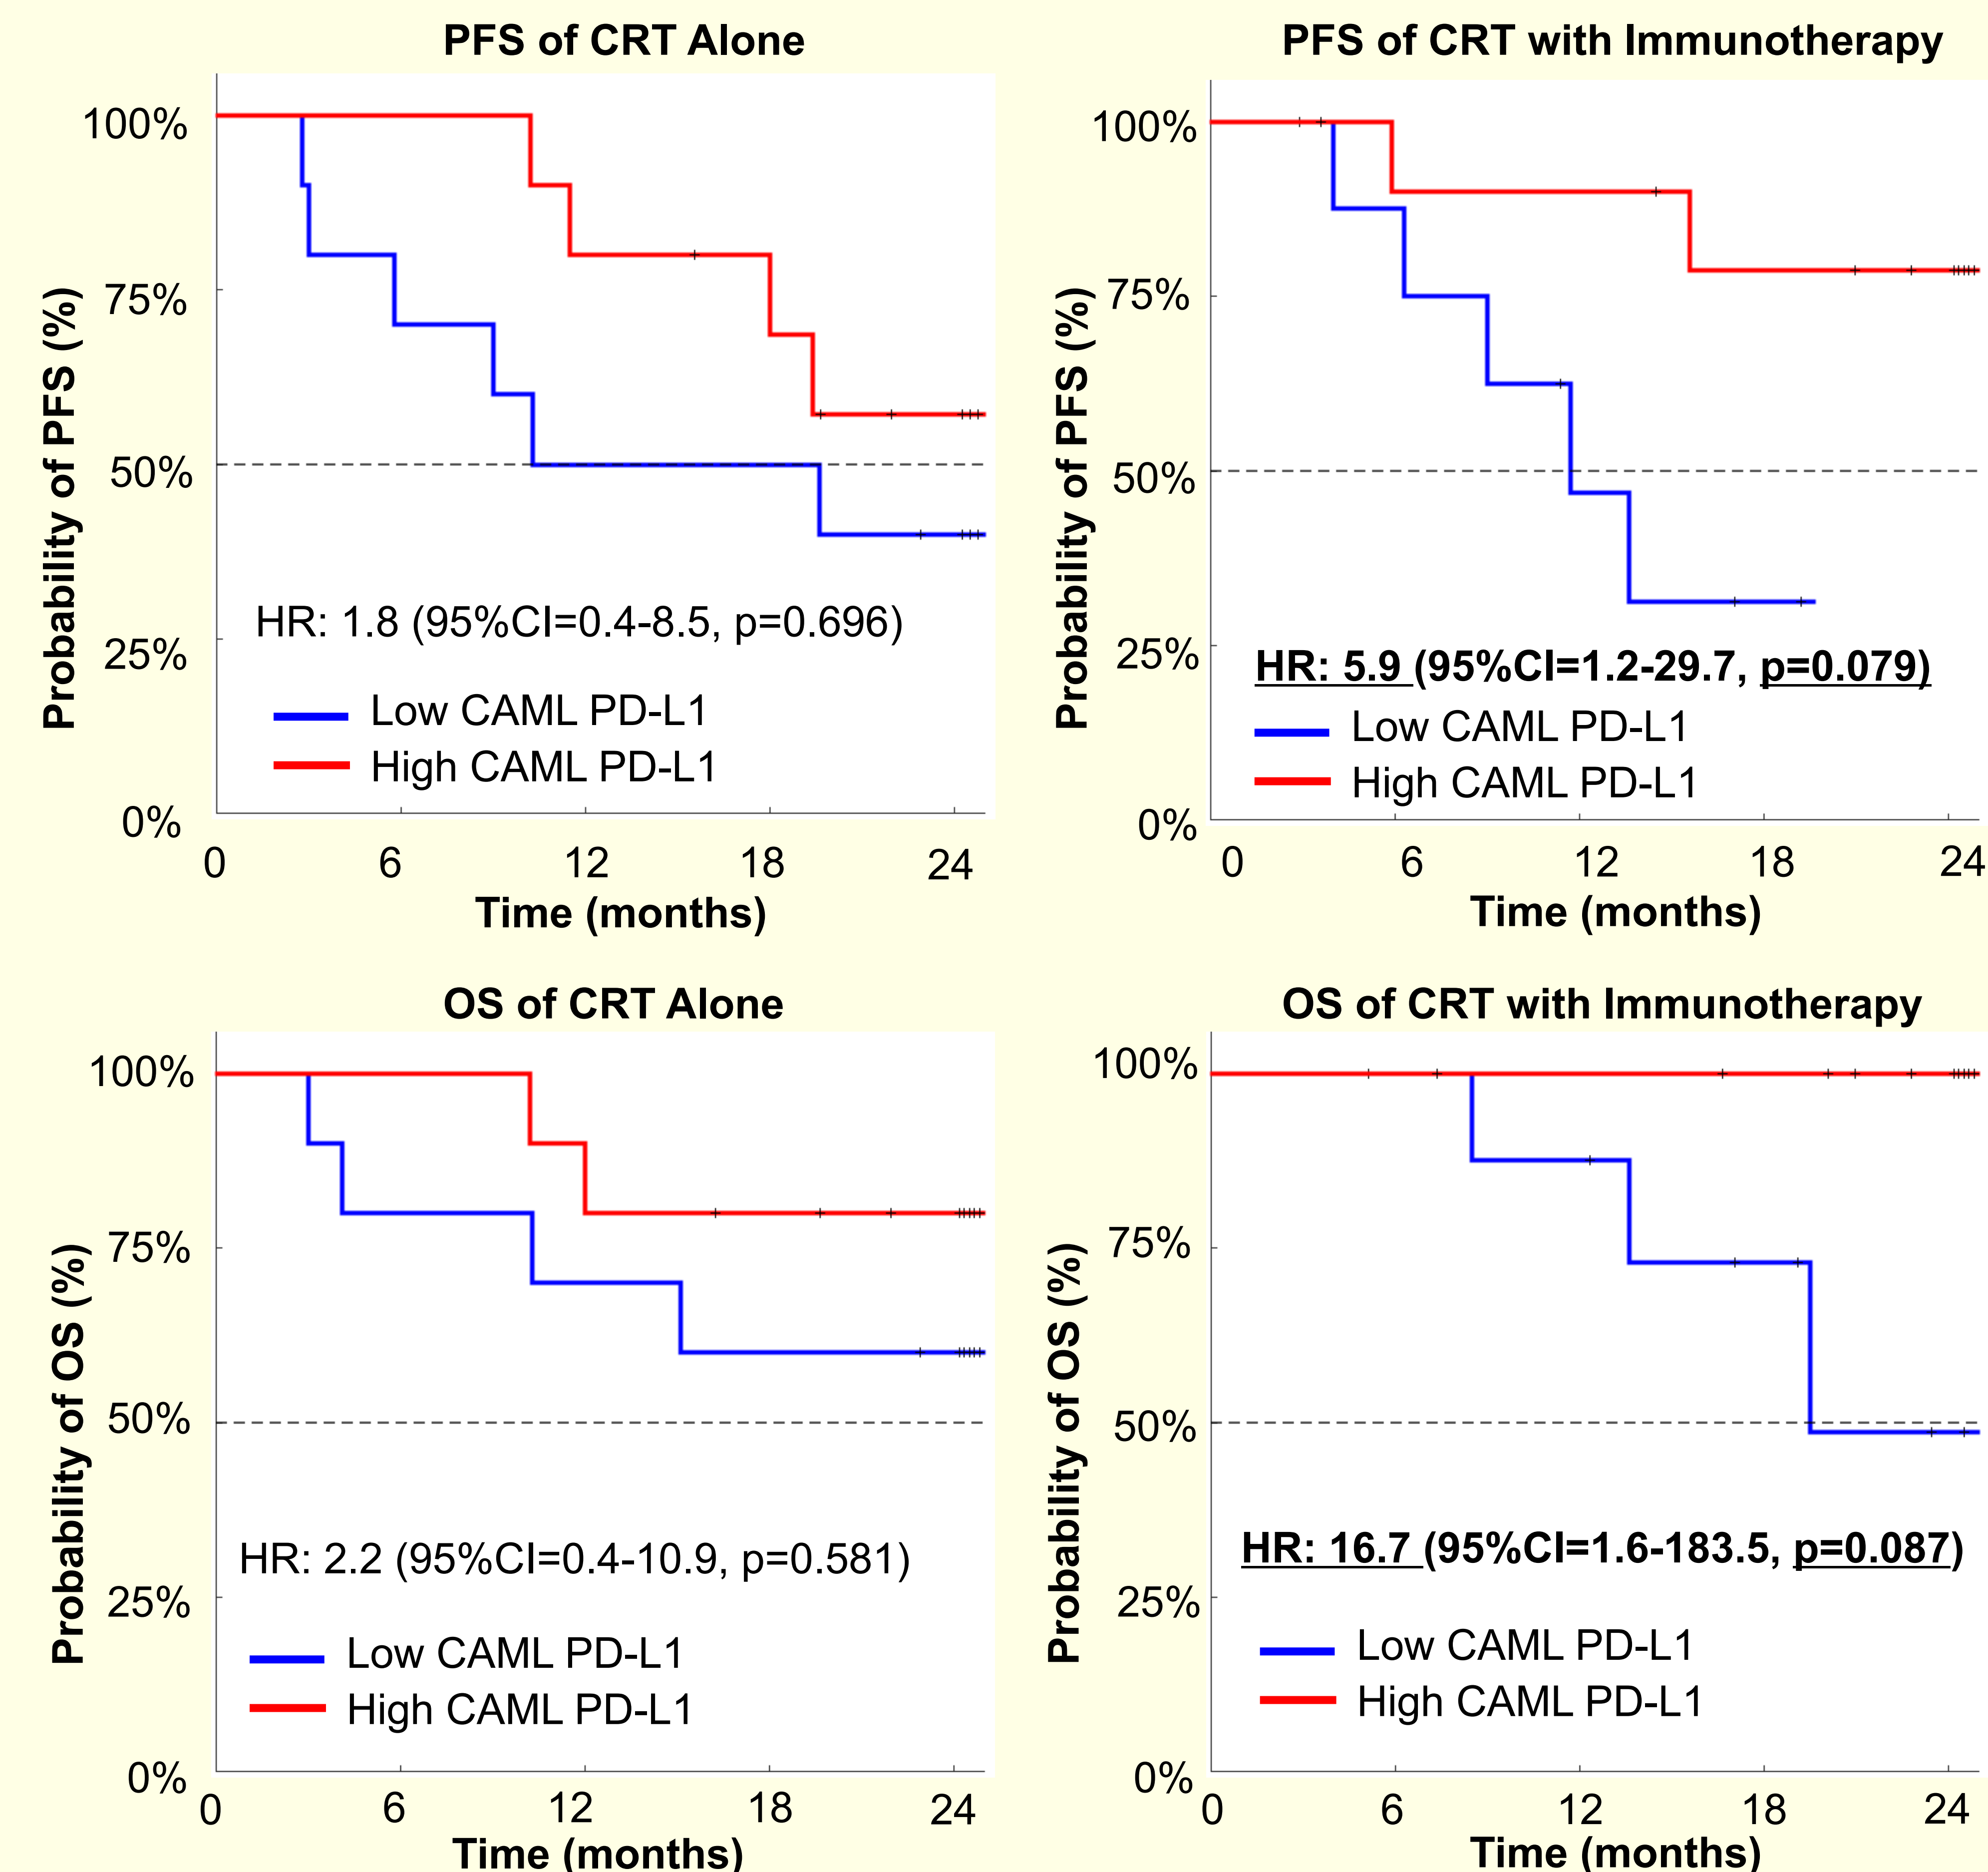 PFS of CRT Alone
Probability of PFS (%)
100%
75%
50%
25%
0%
HR: 1.8 (95%CI=0.4-8.5, p=0.696)
Low CAML PD-L1
High CAML PD-L1
0 6 12 18 24
Time (months)
PFS of CRT with Immunotherapy
Probability of PFS (%)
100%
75%
50%
25%
0%
HR: 5.9 (95%CI=1.2-29.7, p=0.079)
Low CAML PD-L1
High CAML PD-L1
0 6 12 18 24
Time (months)
OS of CRT Alone
Probability of OS (%)
100%
75%
50%
25%
0%
HR: 2.2 (95%CI=0.4-10.9, p=0.581)
Low CAML PD-L1
High CAML PD-L1
0 6 12 18 24
Time (months)
OS of CRT with Immunotherapy
Probability of OS (%)
100%
75%
50%
25%
0%
HR: 16.7 (95%CI=1.6-183.5, p=0.087)
Low CAML PD-L1
High CAML PD-L1
0 6 12 18 24
Time (months)